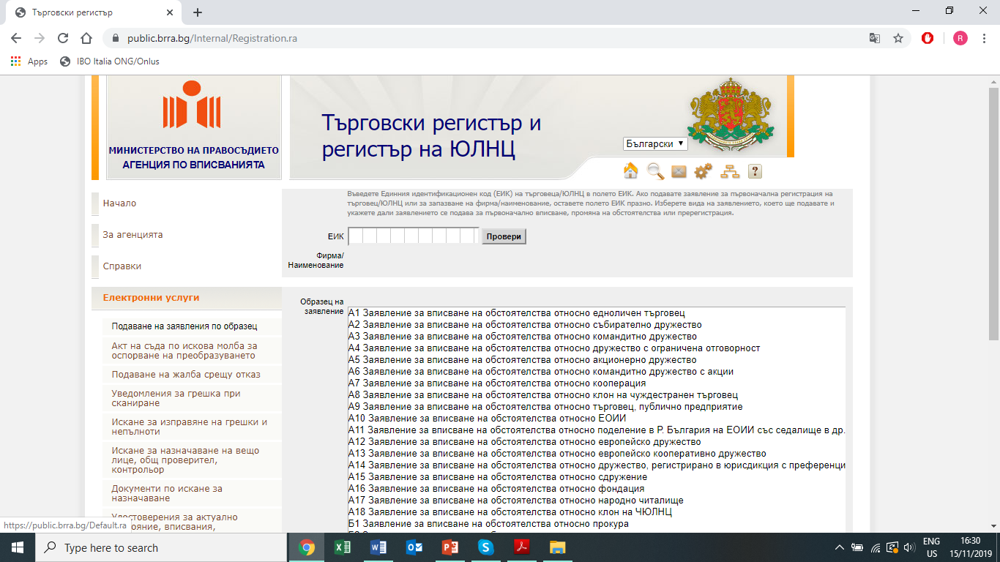 Търговски регистър
public.brra.bg/Internal/Registration.ra
R
Apps
IBO Italia ONG/Onlus
МИНИСТЕРСТВО НА ПРАВОСЪДИЕТО
АГЕНЦИЯ ПО ВПИСВАНИЯТА
Търговски регистър и
регистър на ЮЛНЦ
Български
?
Начало
За агенцията
Справки
Електронни услуги
Подаване на заявления по образец
Акт на съда по искова молба за
оспорване на преобразуването
Подаване на жалба срещу отказ
Уведомления за грешка при
сканиране
Искане за изправяне на грешки и
непълноти
Искане за назначаване на вещо
лице, общ проверител,
контрольор
Документи по искане за
назначаване
Удостоверения за актуално
вписвания,
Въведете Единния идентификационен код (ЕИК) на търговеца/ЮЛНЦ в полето ЕИК. Ако подавате заявление за първоначална регистрация на
търговец/ЮЛНЦ или за запазване на фирма/наименование, оставете полето ЕИК празно. Изберете вида на заявлението, което ще подавате и
укажете дали заявлението се подава за първоначално вписване, промяна на обстоятелства или пререгистрация.
ЕИК
Провери
Фирма/
Наименование
Образец на
заявление
А1 Заявление за вписване на обстоятелства относно едноличен търговец
А2 Заявление за вписване на обстоятелства относно събирателно дружество
А3 Заявление за вписване на обстоятелства относно командитно дружество
А4 Заявление за вписване на обстоятелства относно дружество с ограничена отговорност
А5 Заявление за вписване на обстоятелства относно акционерно дружество
А6 Заявление за вписване на обстоятелства относно командитно дружество с акции
А7 Заявление за вписване на обстоятелства относно кооперация
А8 Заявление за вписване на обстоятелства относно клон на чуждестранен търговец
А9 Заявление за вписване на обстоятелства относно търговец, публично предприятие
А10 Заявление за вписване на обстоятелства относно ЕОИИ
А11 Заявление за вписване на обстоятелства относно поделение в Р. България на ЕОИИ със седалище в др.
А12 Заявление за вписване на обстоятелства относно европейско дружество
А13 Заявление за вписване на обстоятелства относно европейско кооперативно дружество
А14 Заявление за вписване на обстоятелства относно дружество, регистрирано в юрисдикция с преференци
А15 Заявление за вписване на обстоятелства относно сдружение
А16 Заявление за вписване на обстоятелства относно фондация
А17 Заявление за вписване на обстоятелства относно народно читалище
А18 Заявление за вписване на обстоятелства относно клон на ЧЮЛНЦ
Б1 Заявление за вписване на обстоятелства относно прокура
https://public.brra.bg/Default.ra
Type here to search
ENG
US
16:30
15/11/2019